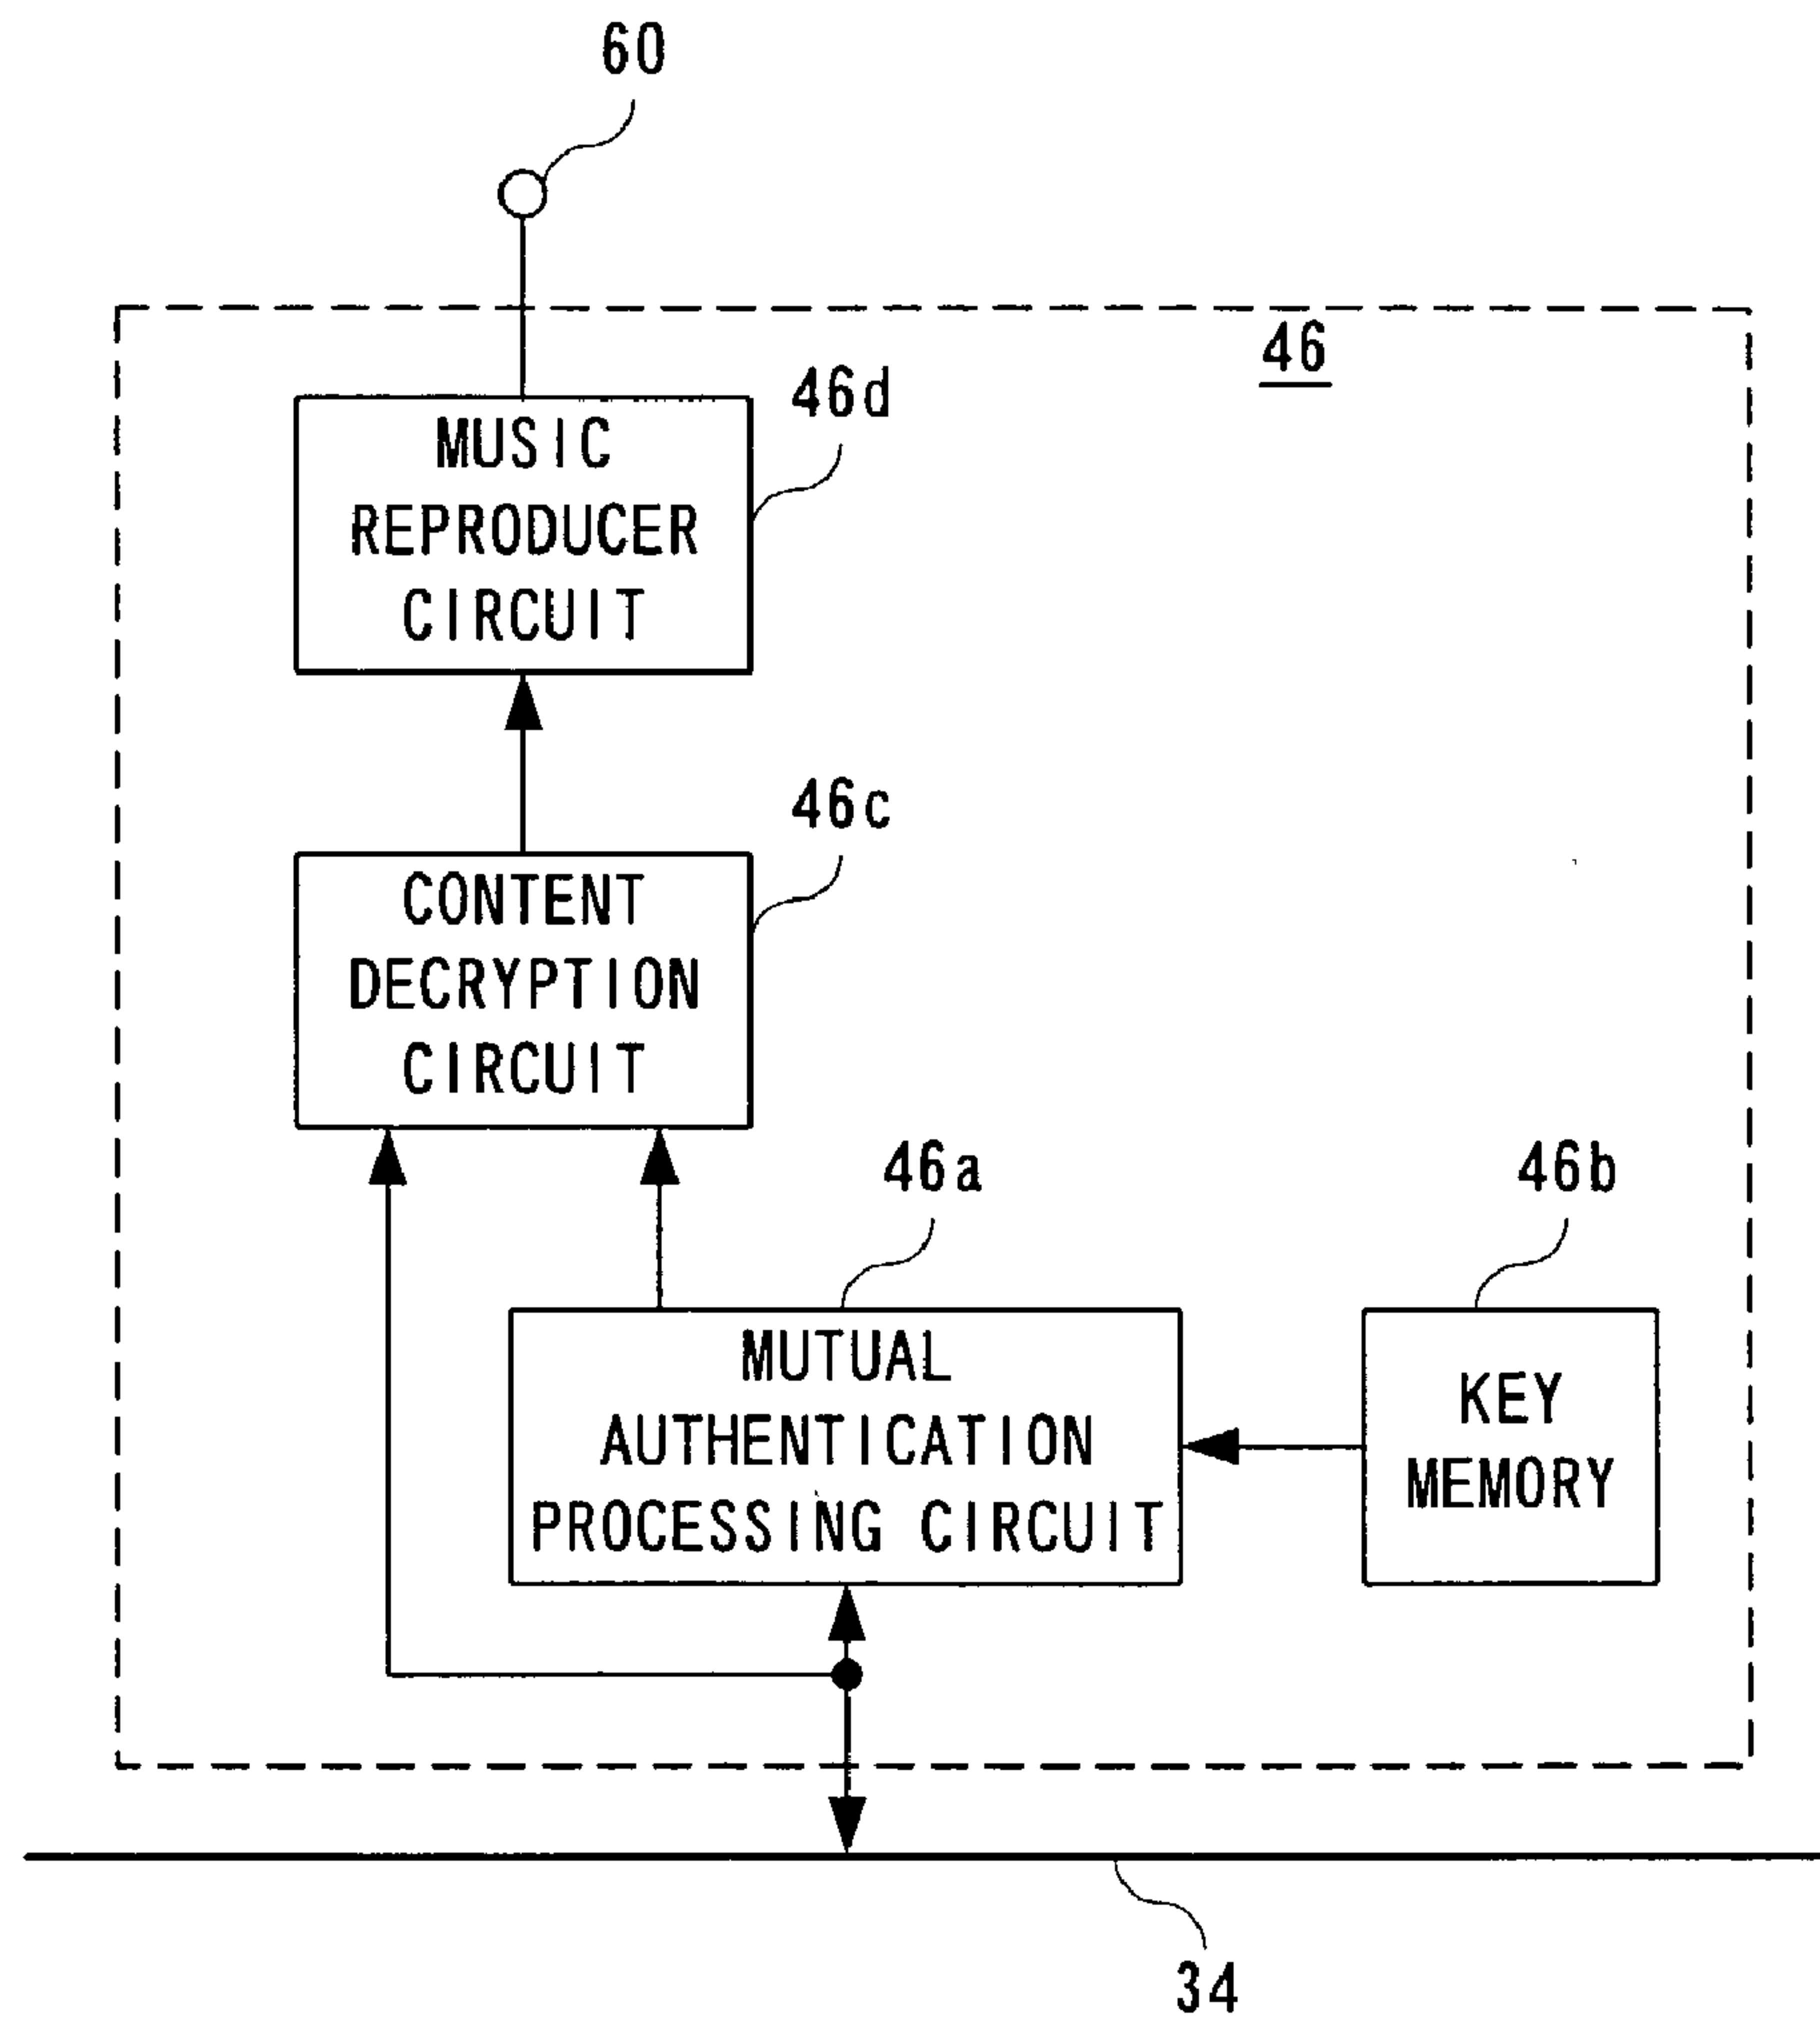 60
46
46d
MUSIC
REPRODUCER
CIRCUIT
46c
CONTENT
DECRYPTION
CIRCUIT
46a
46b
MUTUAL
AUTHENTICATION
PROCESSING CIRCUIT
KEY
MEMORY
34